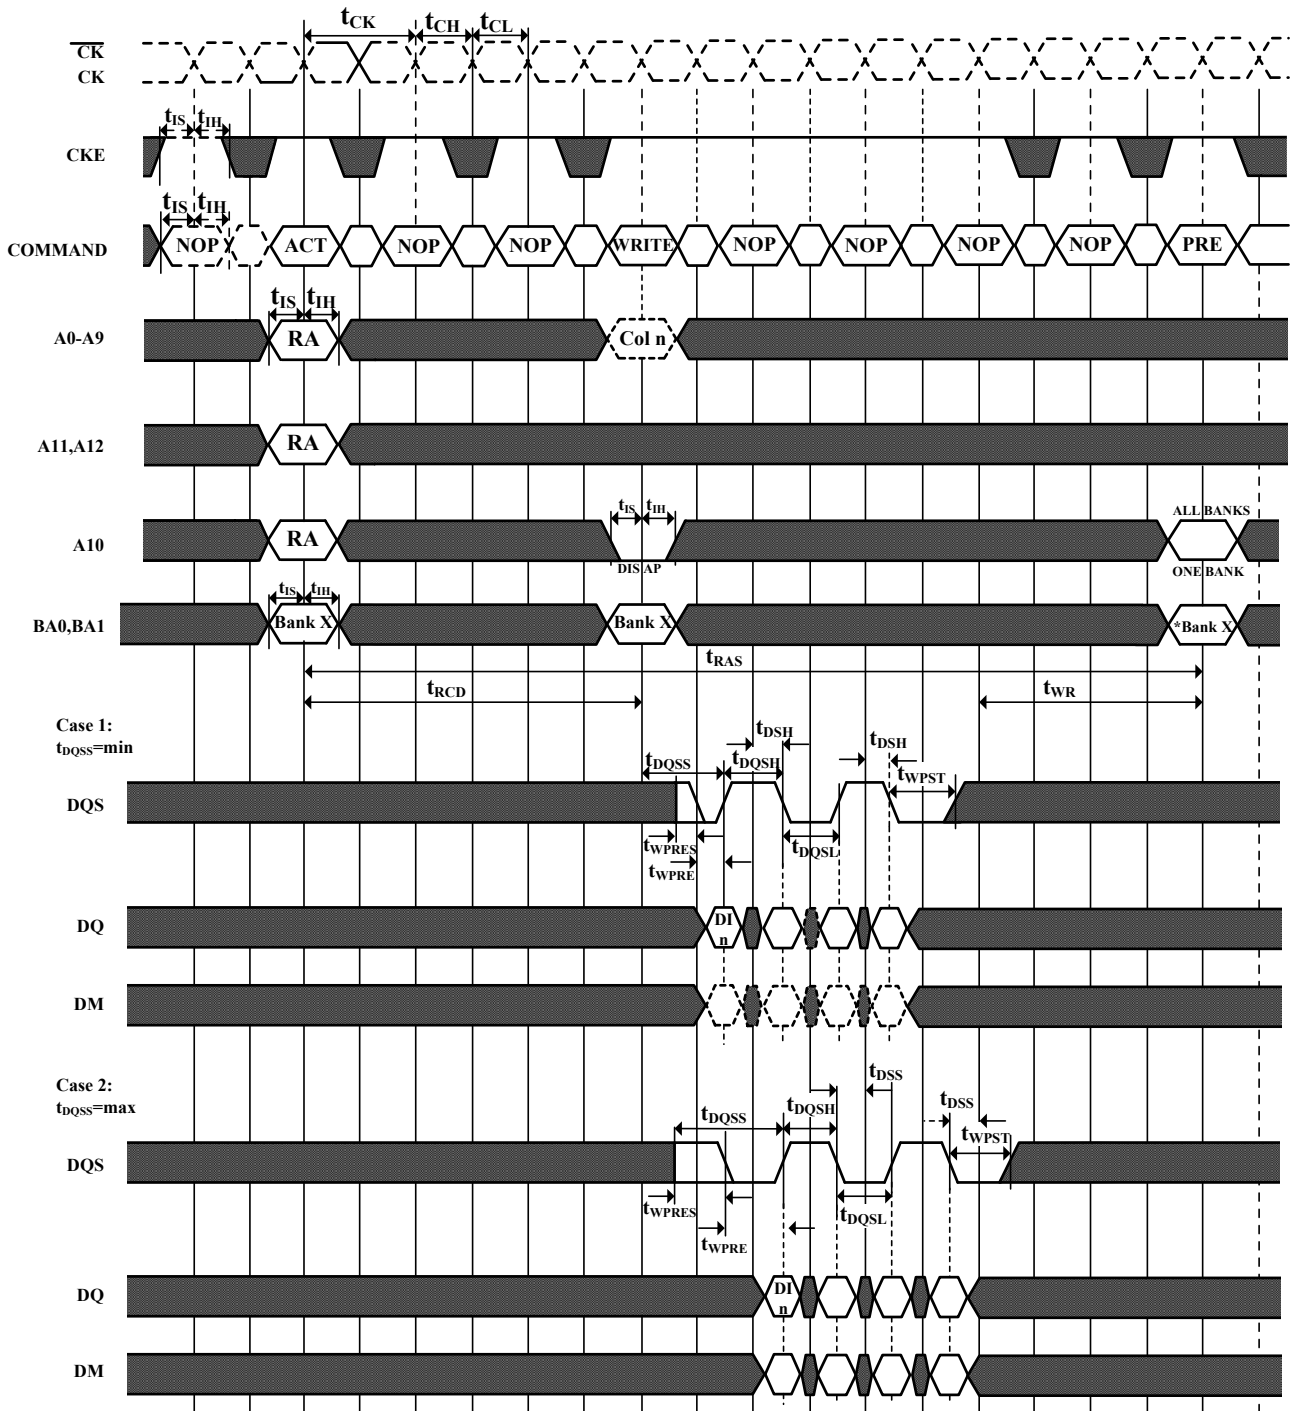 tCK tCH tCL
CK
CK
tIS tIH
CKE
tIS tIH
COMMAND NOP ACT NOP NOP WRITE NOP NOP NOP NOP PRE
tIS tIH
A0-A9 RA Col n
A11,A12 RA
tIS tIH ALL BANKS
A10 RA
DIS AP ONE BANK
tIS tIH
BA0,BA1 Bank X Bank X *Bank X
tRAS
tRCD tWR
Case 1:
tDQSS=min
tDSH tDSH
tDQSS tDQSH tWPST
DQS
tWPRES tDQSL
tWPRE
DQ DI
n
DM
Case 2:
tDQSS=max
tDSS tDSS
tDQSS tDQSH tWPST
DQS
tWPRES tDQSL
tWPRE
DQ DI
n
DM